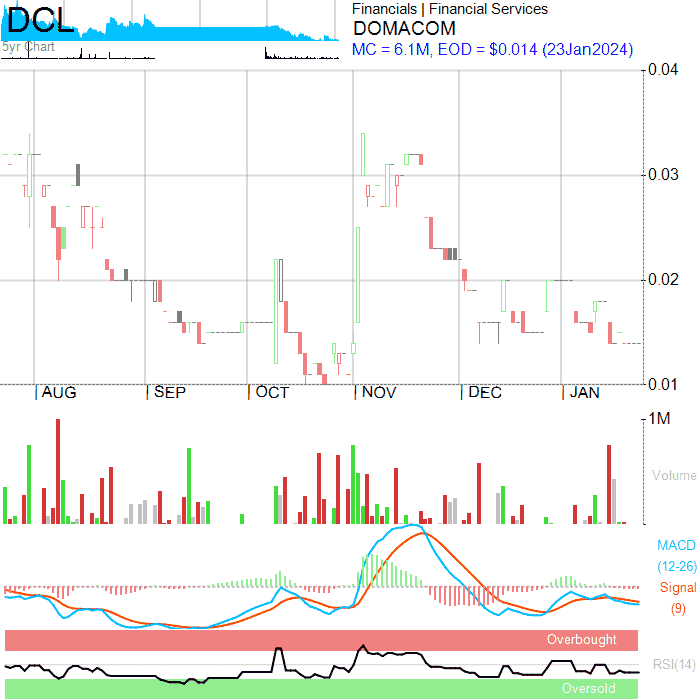 DCL
5yr Chart
Financials | Financial Services
DOMACOM
MC = 6.1M, EOD = $0.014 (23Jan2024)
0.04
0.03
0.02
0.01
AUG SEP OCT NOV DEC JAN
1M
Volume
MACD
(12-26)
Signal
(9)
Overbought
RSI(14)
Oversold